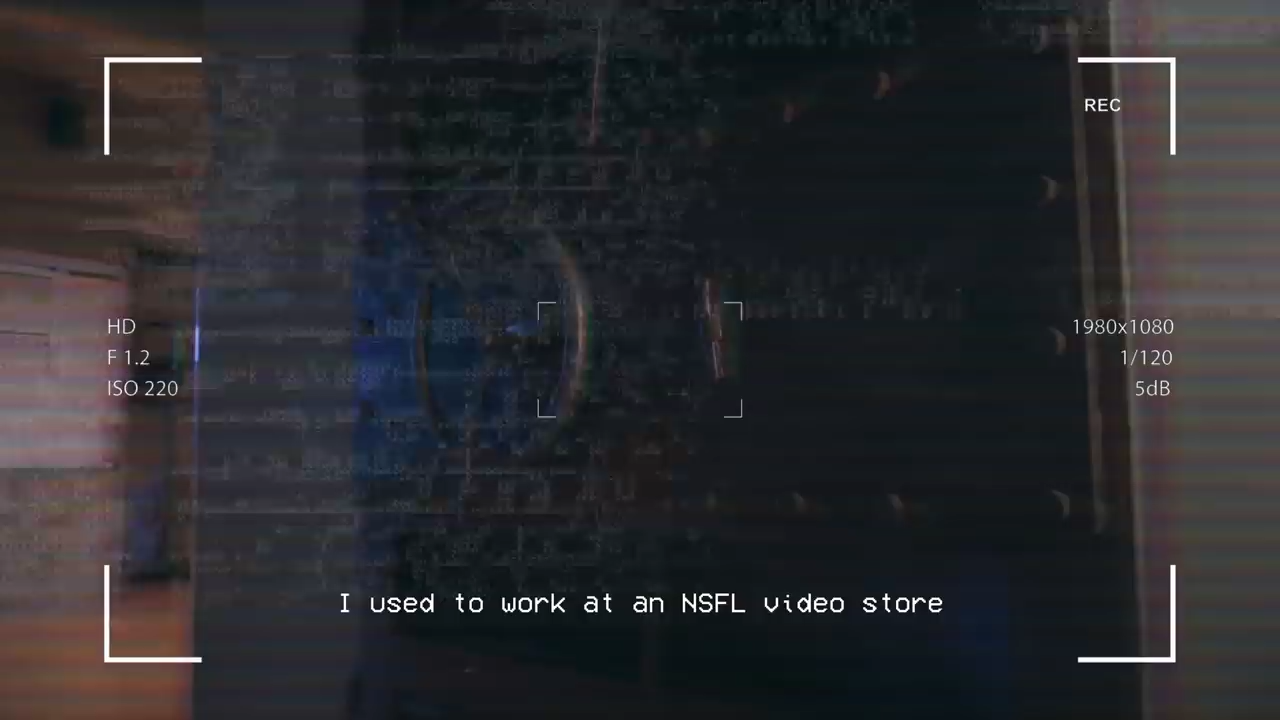 REC
HD
F 1.2
ISO 220
1980x1080
1/120
5dB
I used to work at an NSFL video store